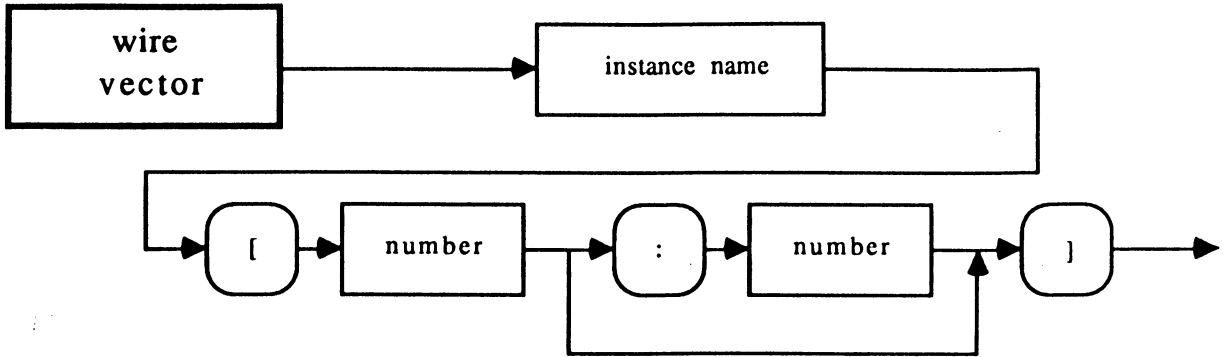 wire
vector
instance name
[ number : number ]